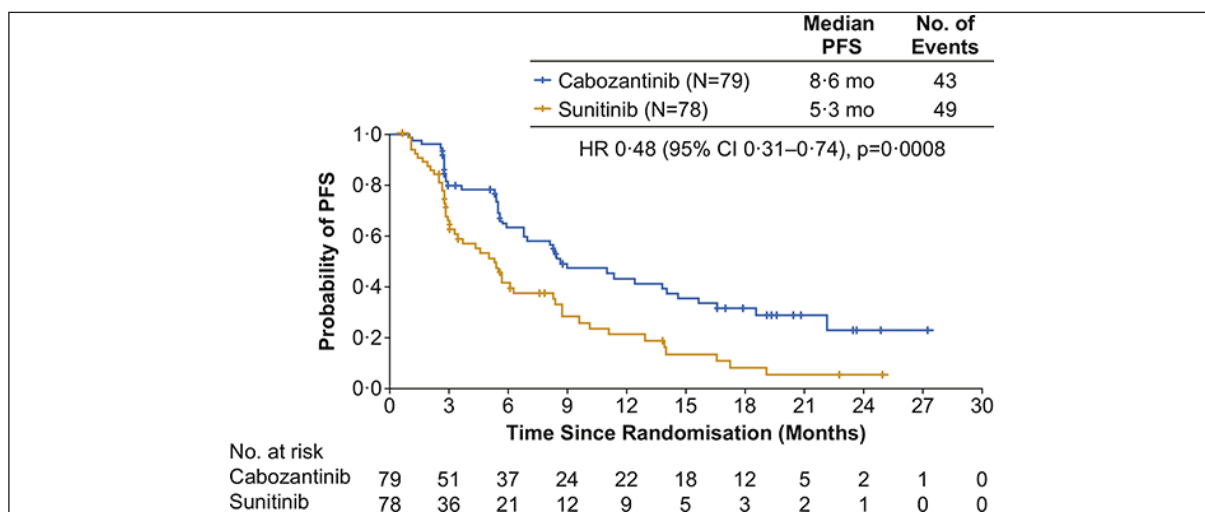 Median PFS No. of Events
Cabozantinib (N=79) 8·6 mo 43
Sunitinib (N=78) 5·3 mo 49
HR 0·48 (95% CI 0·31–0·74), p=0·0008
Probability of PFS
1·0
0·8
0·6
0·4
0·2
0·0
0 3 6 9 12 15 18 21 24 27 30
Time Since Randomisation (Months)
No. at risk
Cabozantinib 79 51 37 24 22 18 12 5 2 1 0
Sunitinib 78 36 21 12 9 5 3 2 1 0 0